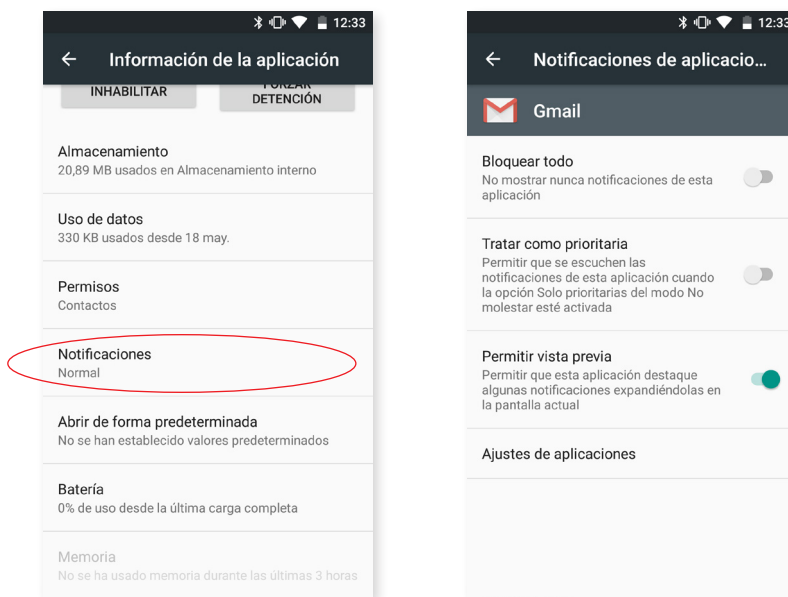 12:33
Información de la aplicación
INHABILITAR
FORZAR
DETENCIÓN
Almacenamiento
20,89 MB usados en Almacenamiento interno
Uso de datos
330 KB usados desde 18 may.
Permisos
Contactos
Notificaciones
Normal
Abrir de forma predeterminada
No se han establecido valores predeterminados
Batería
0% de uso desde la última carga completa
Memoria
No se ha usado memoria durante las últimas 3 horas
12:33
Notificaciones de aplicacio...
Gmail
Bloquear todo
No mostrar nunca notificaciones de esta
aplicación
Tratar como prioritaria
Permitir que se escuchen las
notificaciones de esta aplicación cuando
la opción Solo prioritarias del modo No
molestar esté activada
Permitir vista previa
Permitir que esta aplicación destaque
algunas notificaciones expandiéndolas en
la pantalla actual
Ajustes de aplicaciones